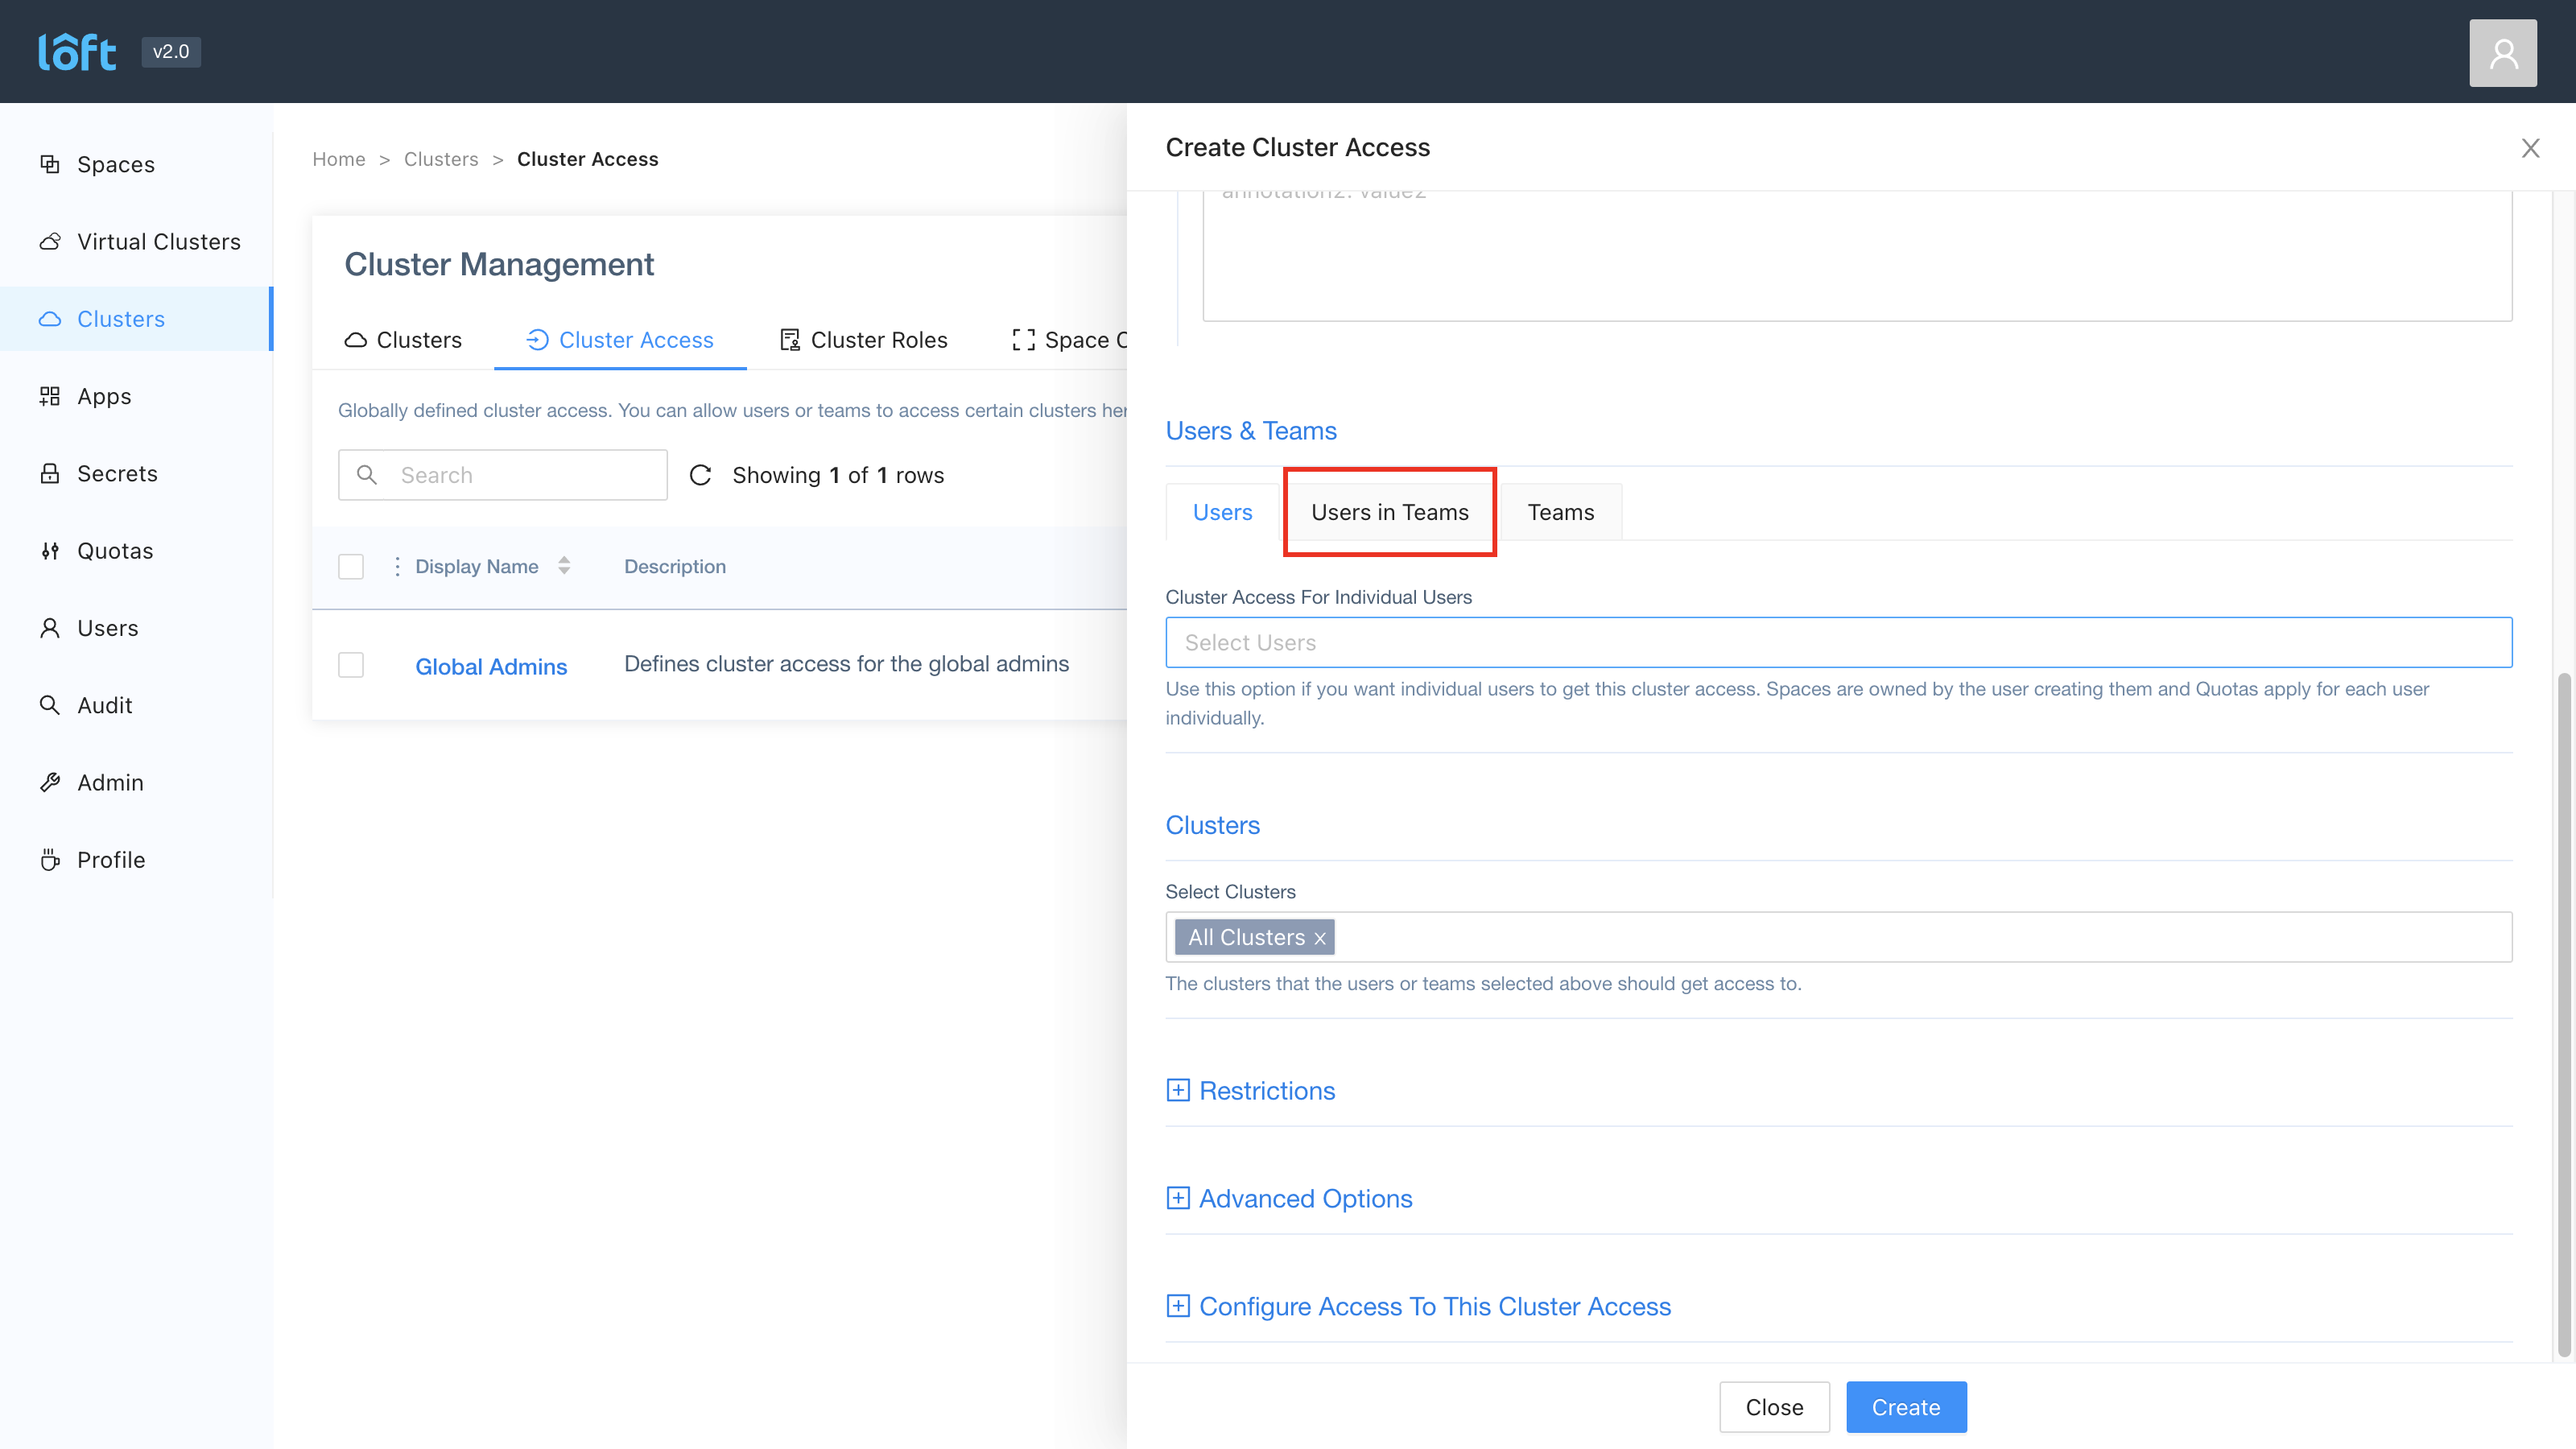 lôft
v2.0
Spaces
Virtual Clusters
Clusters
Apps
Secrets
Quotas
Users
Audit
Admin
Profile
Home > Clusters > Cluster Access
Cluster Management
Clusters
Cluster Access
Cluster Roles
Space C
Globally defined cluster access. You can allow users or teams to access certain clusters her
Search
Showing 1 of 1 rows
Display Name
Description
Global Admins
Defines cluster access for the global admins
Create Cluster Access
annotation2: value2
Users & Teams
Users
Users in Teams
Teams
Cluster Access For Individual Users
Select Users
Use this option if you want individual users to get this cluster access. Spaces are owned by the user creating them and Quotas apply for each user
individually.
Clusters
Select Clusters
All Clusters
The clusters that the users or teams selected above should get access to.
Restrictions
Advanced Options
Configure Access To This Cluster Access
Close
Create